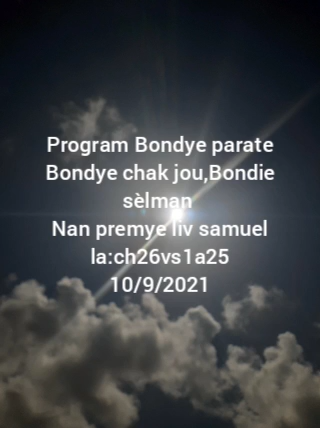 Program Bondye parate
Bondye chak jou,Bondie
sèlman
Nan premye liv samuel
la:ch26vs1a25
10/9/2021